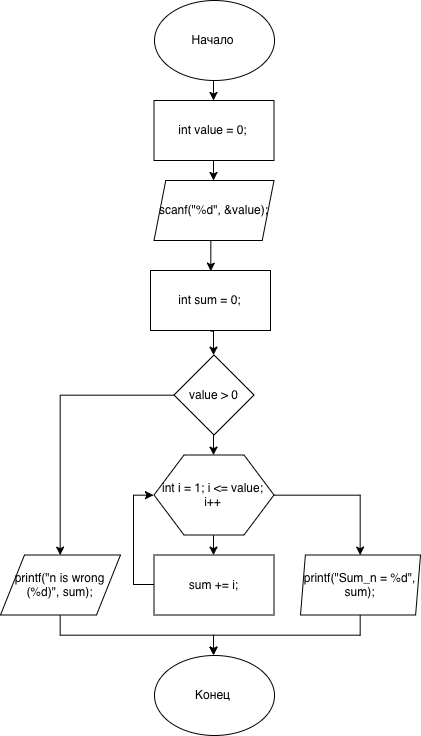 Начало
int value = 0;
scanf("%d", &value);
int sum = 0;
value > 0
int i = 1; i <= value;
i++
printf("n is wrong
(%d)", sum);
sum += i;
printf("Sum_n = %d",
sum);
Конец